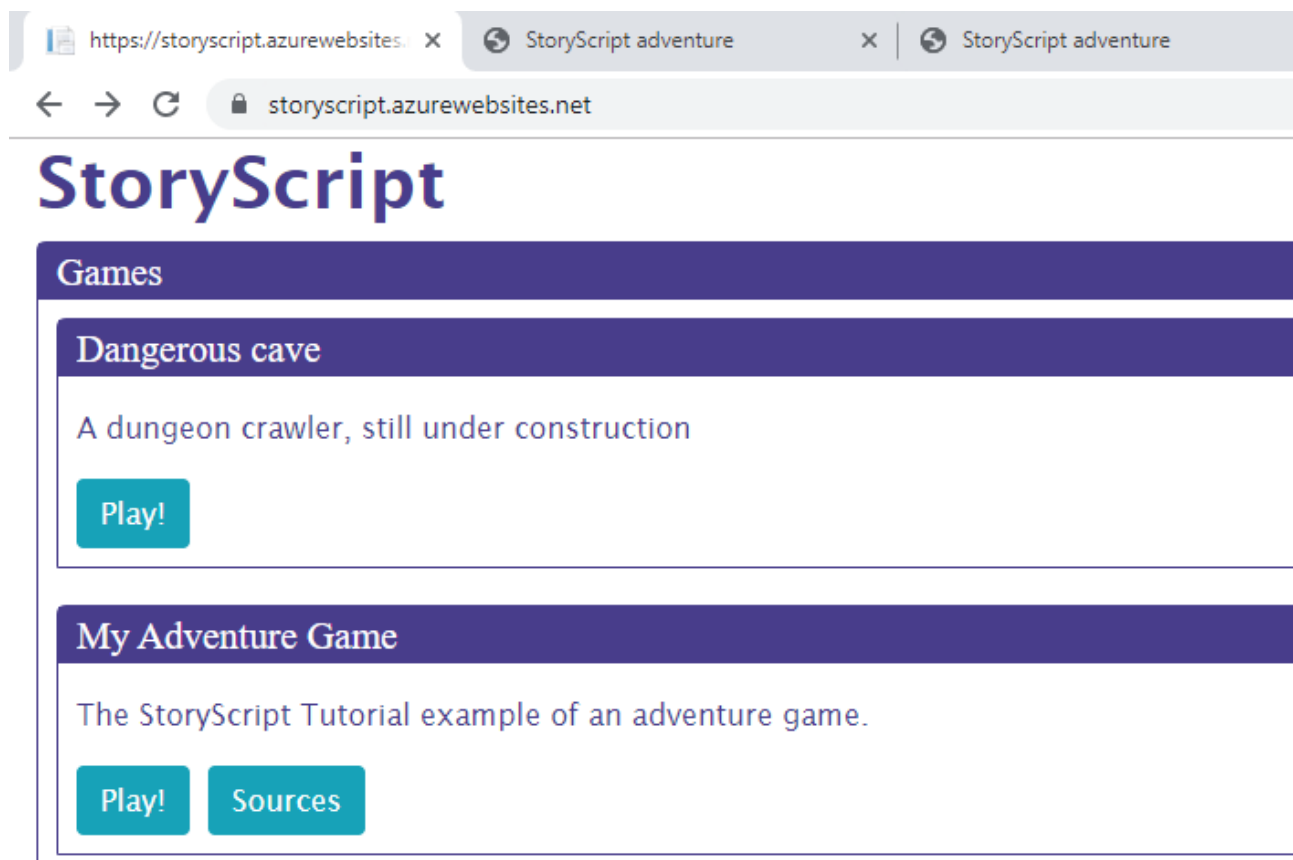 https://storyscript.azurewebsites.
StoryScript adventure
StoryScript adventure
storyscript.azurewebsites.net
StoryScript
Games
Dangerous cave
A dungeon crawler, still under construction
Play!
My Adventure Game
The StoryScript Tutorial example of an adventure game.
Play! Sources